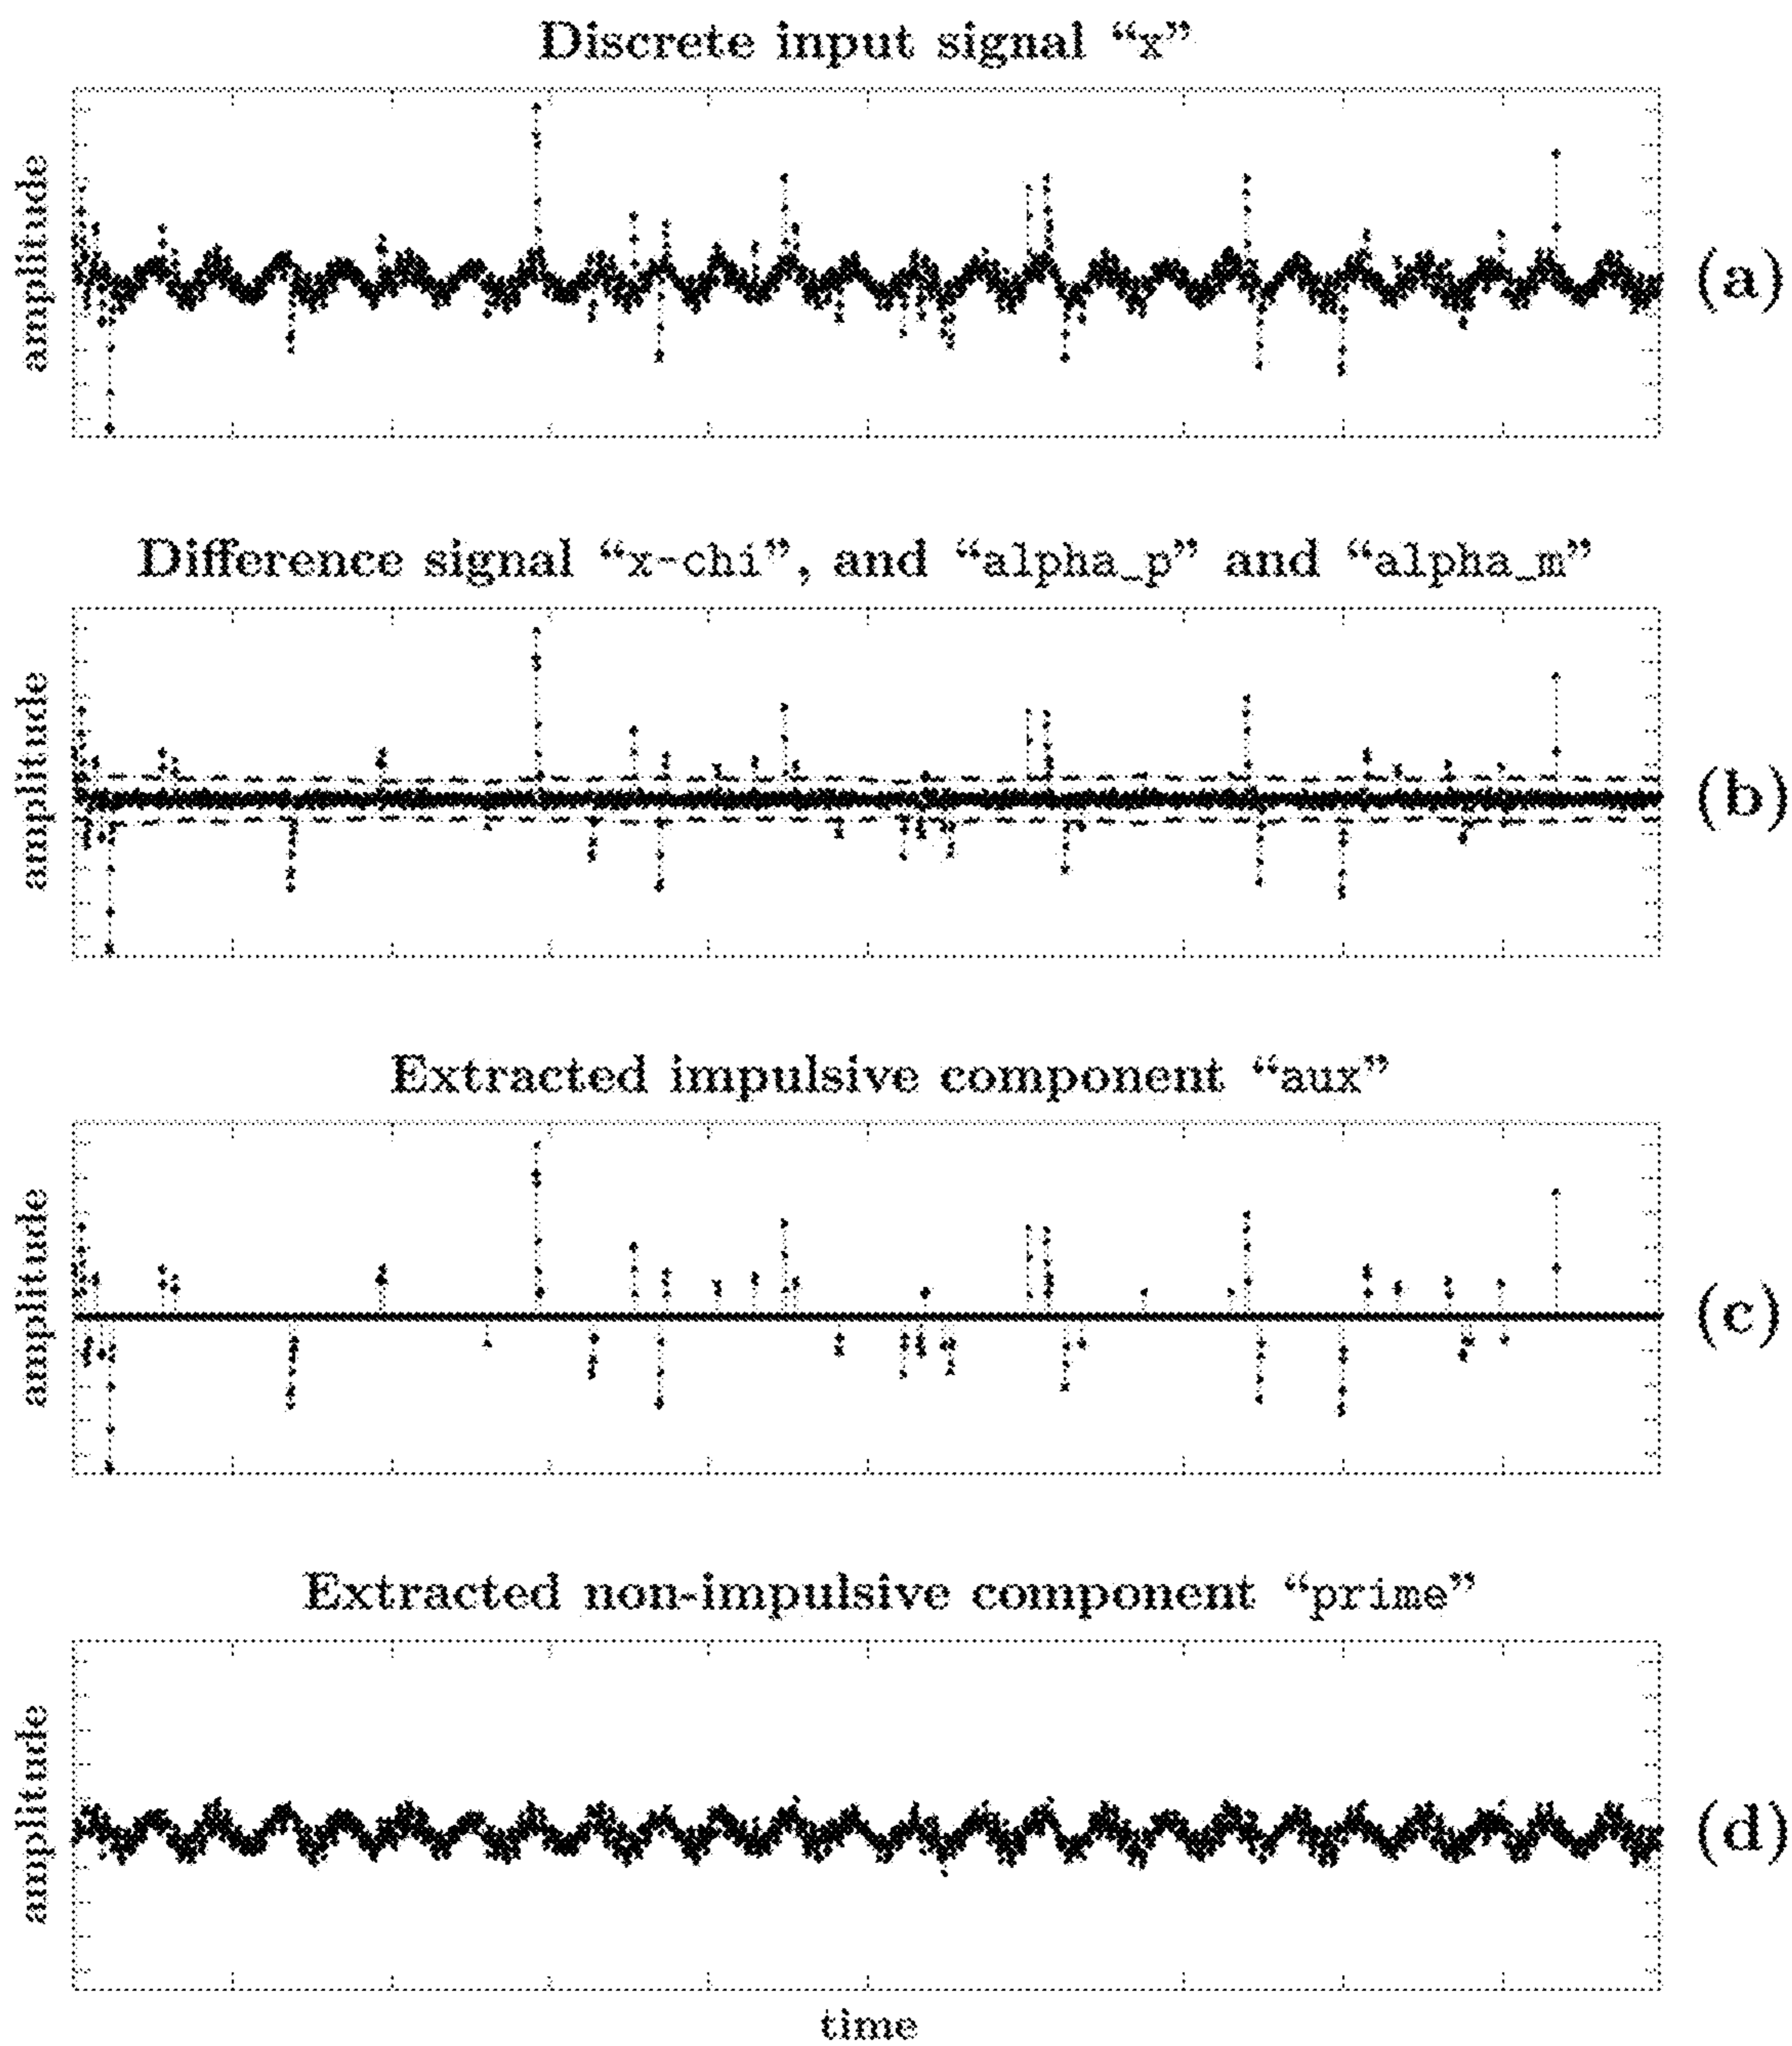 Discrete input signal “x”
amplitude
(a)
Difference signal “x-chi”, and “alpha_p” and “alpha_m”
amplitude
(b)
Extracted impulsive component “aux”
amplitude
(c)
Extracted non-impulsive component “prime”
amplitude
(d)
time